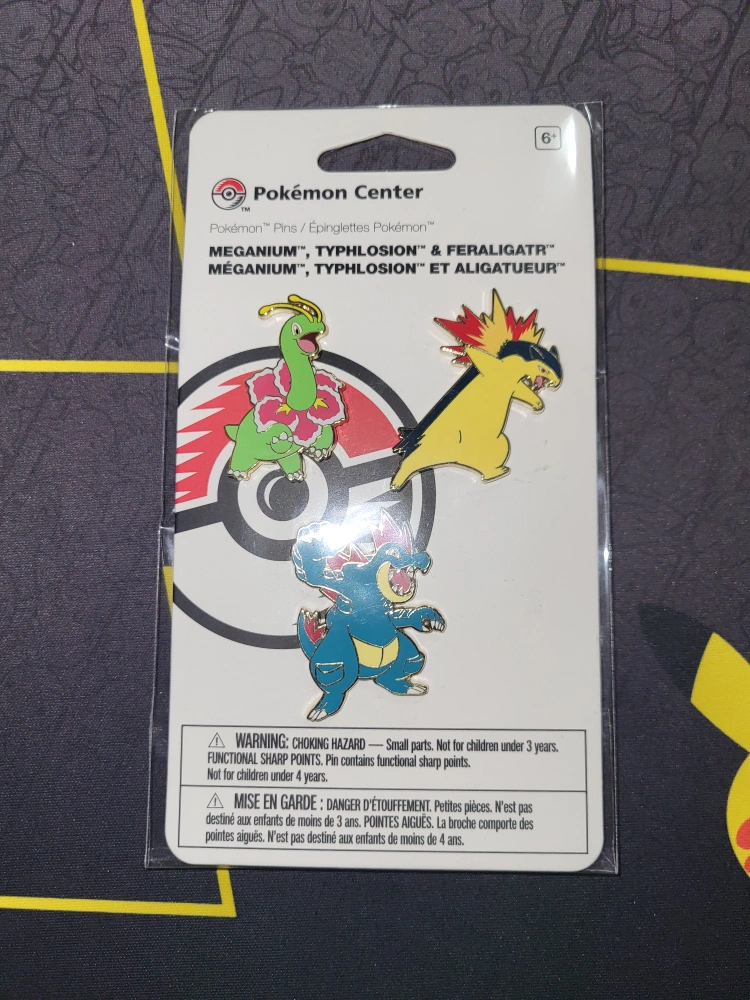 6+
Pokémon Center
TM
Pokémon™ Pins / Épinglettes Pokémon™
MEGANIUM™, TYPHLOSION™ & FERALIGATR™
MÉGANIUM™, TYPHLOSION™ ET ALIGATUEUR™
⚠ WARNING: CHOKING HAZARD — Small parts. Not for children under 3 years.
FUNCTIONAL SHARP POINTS. Pin contains functional sharp points.
Not for children under 4 years.
⚠ MISE EN GARDE : DANGER D'ÉTOUFFEMENT. Petites pièces. N'est pas
destiné aux enfants de moins de 3 ans. POINTES AIGUËS. La broche comporte des
pointes aiguës. N'est pas destiné aux enfants de moins de 4 ans.